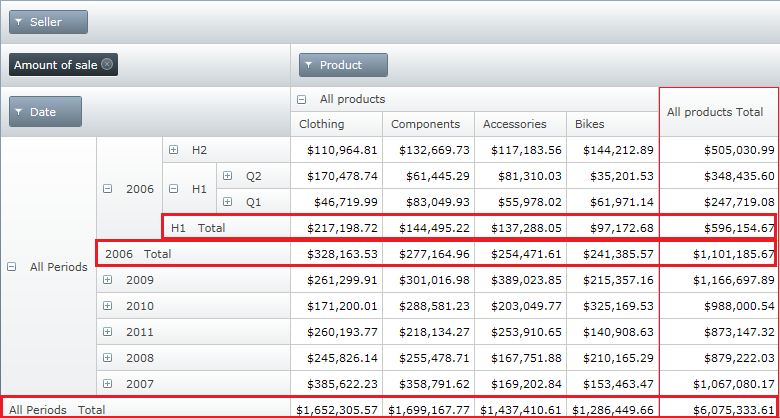 Seller
Amount of sale Product
Date All products All products Total
Clothing Components Accessories Bikes
H2 $110,964.81 $132,669.73 $117,183.56 $144,212.89 $505,030.99
2006 H1 Q2 $170,478.74 $61,445.29 $81,310.03 $35,201.53 $348,435.60
Q1 $46,719.99 $83,049.93 $55,978.02 $61,971.14 $247,719.08
H1 Total $217,198.72 $144,495.22 $137,288.05 $97,172.68 $596,154.67
2006 Total $328,163.53 $277,164.96 $254,471.61 $241,385.57 $1,101,185.67
All Periods 2009 $261,299.91 $301,016.98 $389,023.85 $215,357.16 $1,166,697.89
2010 $171,200.01 $288,581.23 $203,049.77 $325,169.53 $988,000.54
2011 $260,193.77 $218,134.27 $253,910.65 $140,908.63 $873,147.32
2008 $245,826.14 $255,478.71 $167,751.88 $210,165.29 $879,222.03
2007 $385,622.23 $358,791.62 $169,202.84 $153,463.47 $1,067,080.17
All Periods Total $1,652,305.57 $1,699,167.77 $1,437,410.61 $1,286,449.66 $6,075,333.61